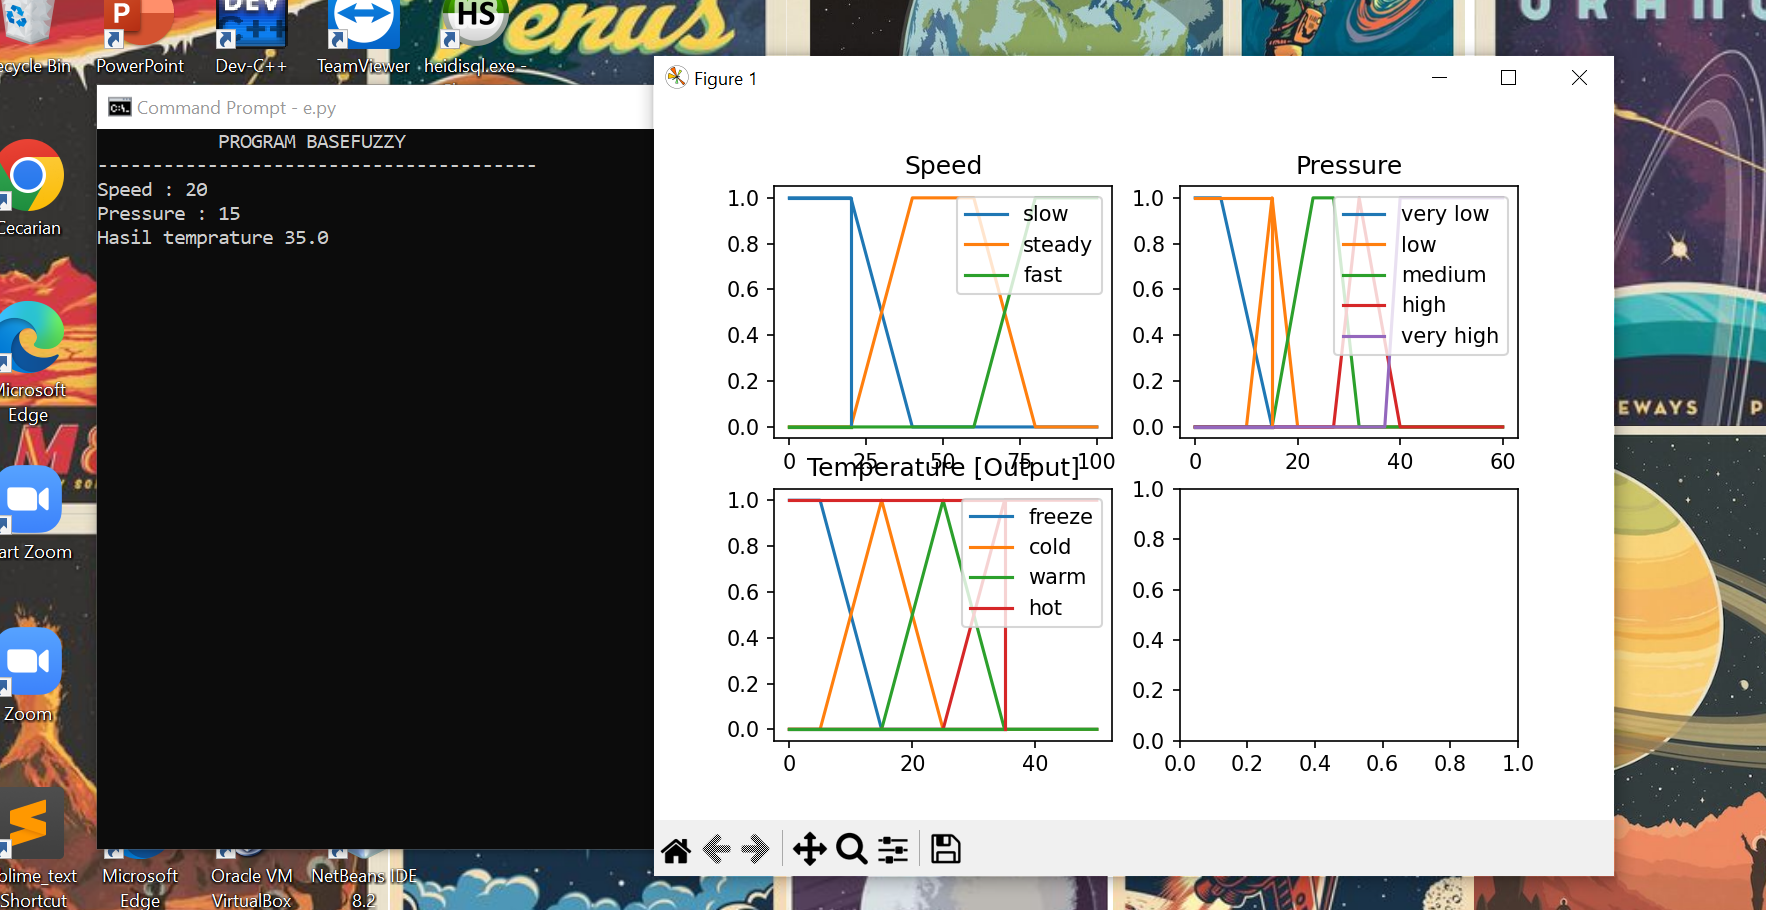 enus
URANU
ecycle Bin
PowerPoint
DEV
C++
Dev-C++
TeamViewer
HS
heidisql.exe -
Cecarian
Microsoft
Edge
art Zoom
Zoom
blime_text
Shortcut
Microsoft
Edge
Oracle VM
VirtualBox
NetBeans IDE
8.2
EWAYS P
Command Prompt - e.py
PROGRAM BASEFUZZY
----------------------------------------
Speed : 20
Pressure : 15
Hasil temprature 35.0
Figure 1
Speed
1.0
0.8
0.6
0.4
0.2
0.0
0 25 50 75 100
slow
steady
fast
Pressure
1.0
0.8
0.6
0.4
0.2
0.0
0 20 40 60
very low
low
medium
high
very high
Temperature [Output]
1.0
0.8
0.6
0.4
0.2
0.0
0 20 40
freeze
cold
warm
hot
1.0
0.8
0.6
0.4
0.2
0.0
0.0 0.2 0.4 0.6 0.8 1.0